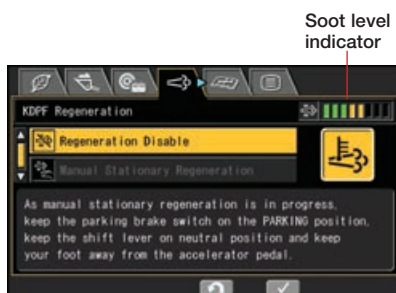 Soot level
indicator
KDPF Regeneration
Regeneration Disable
Manual Stationary Regeneration
As manual stationary regeneration is in progress,
keep the parking brake switch on the PARKING position,
keep the shift lever on neutral position and keep
your foot away from the accelerator pedal.